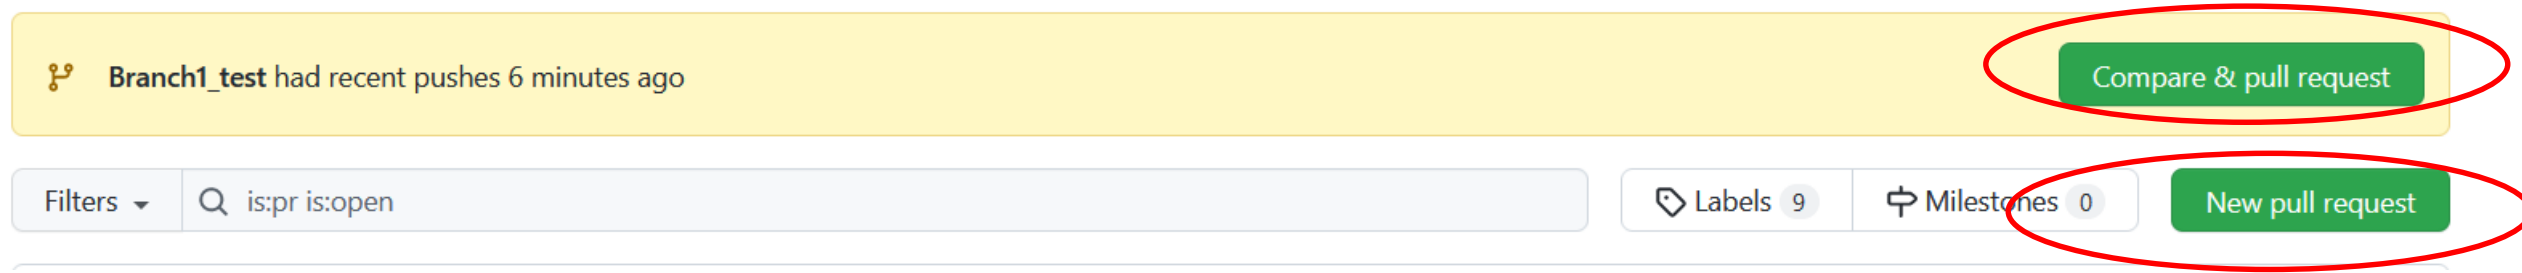 Branch1_test had recent pushes 6 minutes ago Compare & pull request
Filters is:pr is:open Labels 9 Milestones 0 New pull request